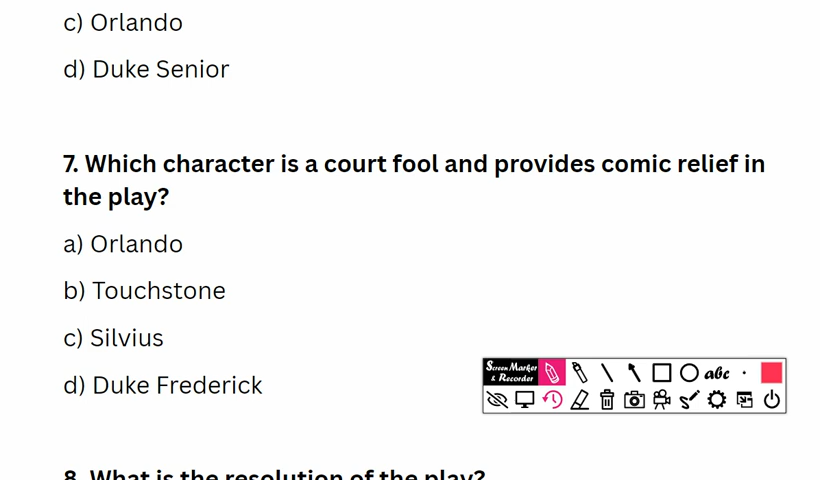 c) Orlando
d) Duke Senior
7. Which character is a court fool and provides comic relief in
the play?
a) Orlando
b) Touchstone
c) Silvius
d) Duke Frederick
Screen Marker
& Recorder
abc
8. What is the resolution of the play?